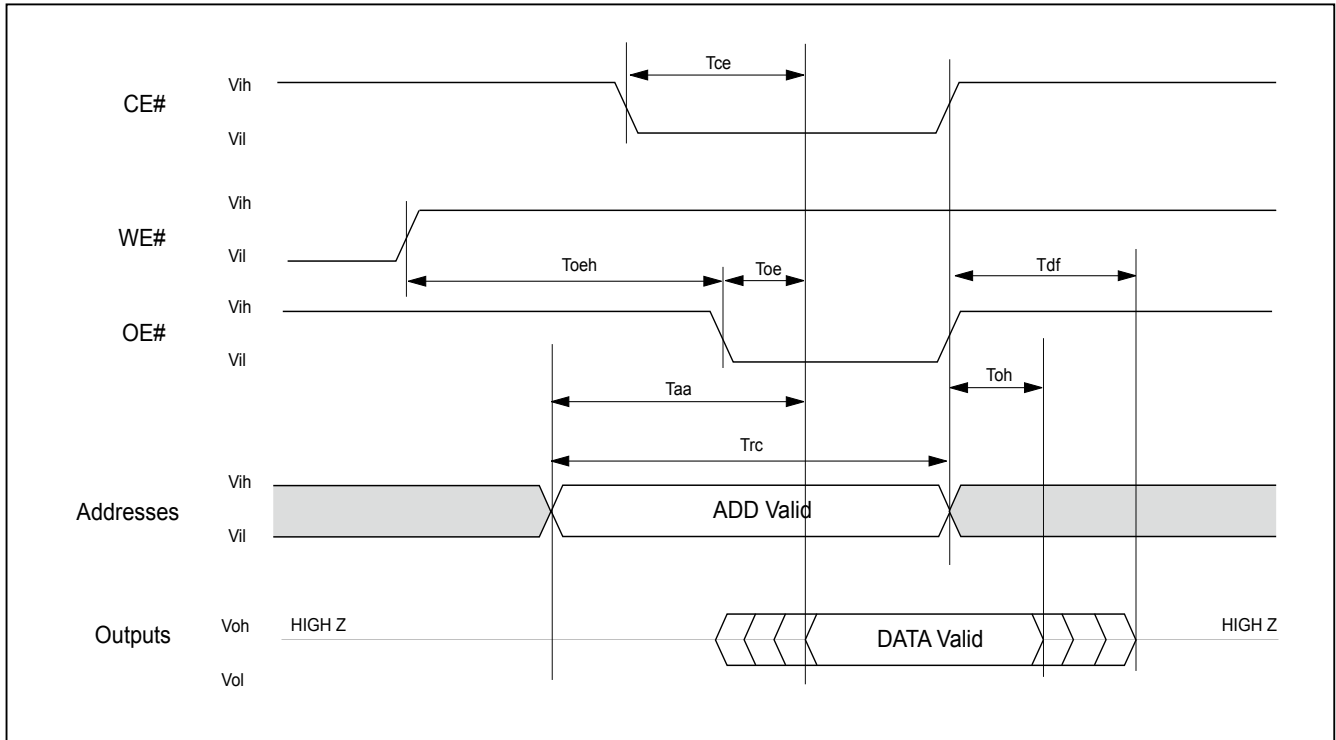 Tce
Vih
CE#
Vil
Vih
WE#
Vil
Toeh
Toe
Tdf
Vih
OE#
Vil
Toh
Taa
Trc
Vih
Addresses
ADD Valid
Vil
Outputs
Voh
HIGH Z
DATA Valid
HIGH Z
Vol